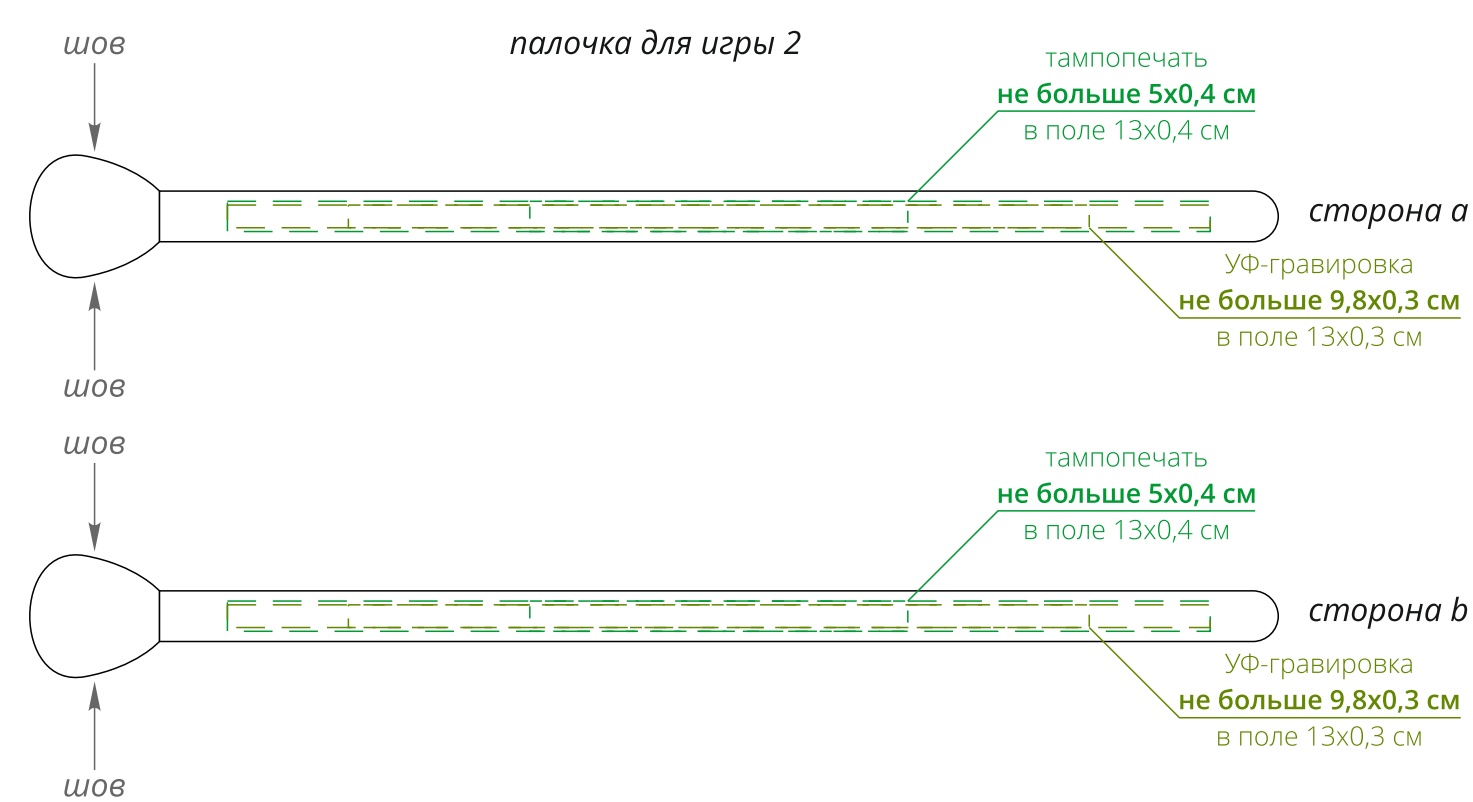 шов
палочка для игры 2
тампопечать
не больше 5х0,4 см
в поле 13х0,4 см
сторона a
УФ-гравировка
не больше 9,8х0,3 см
в поле 13х0,3 см
шов
шов
тампопечать
не больше 5х0,4 см
в поле 13х0,4 см
сторона b
УФ-гравировка
не больше 9,8х0,3 см
в поле 13х0,3 см
шов